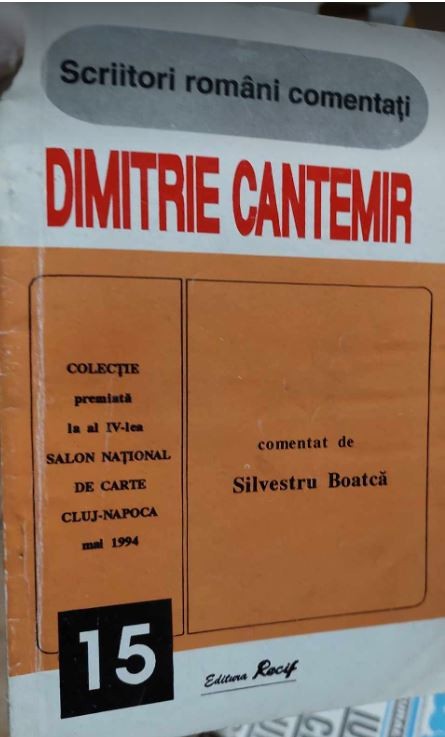 Scriitori români comentați
DIMITRIE CANTEMIR
COLECȚIE
premiată
la al IV-lea
SALON NAȚIONAL
DE CARTE
CLUJ-NAPOCA
mai 1994
comentat de
Silvestru Boatcă
15
Editura Recif